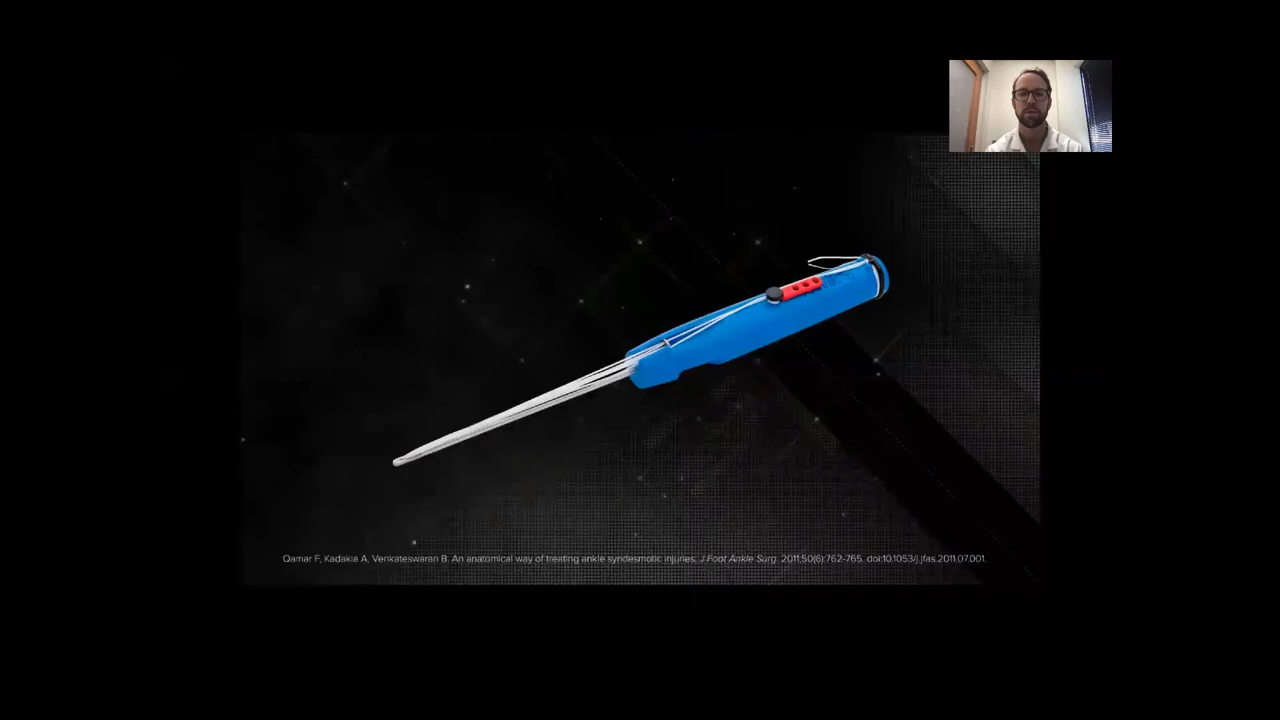 Qamar F, Kadakia A, Venkateswaran B. An anatomical way of treating ankle syndesmotic injuries. J Foot Ankle Surg. 2011;50(6):762-765. doi:10.1053/j.jfas.2011.07.001.